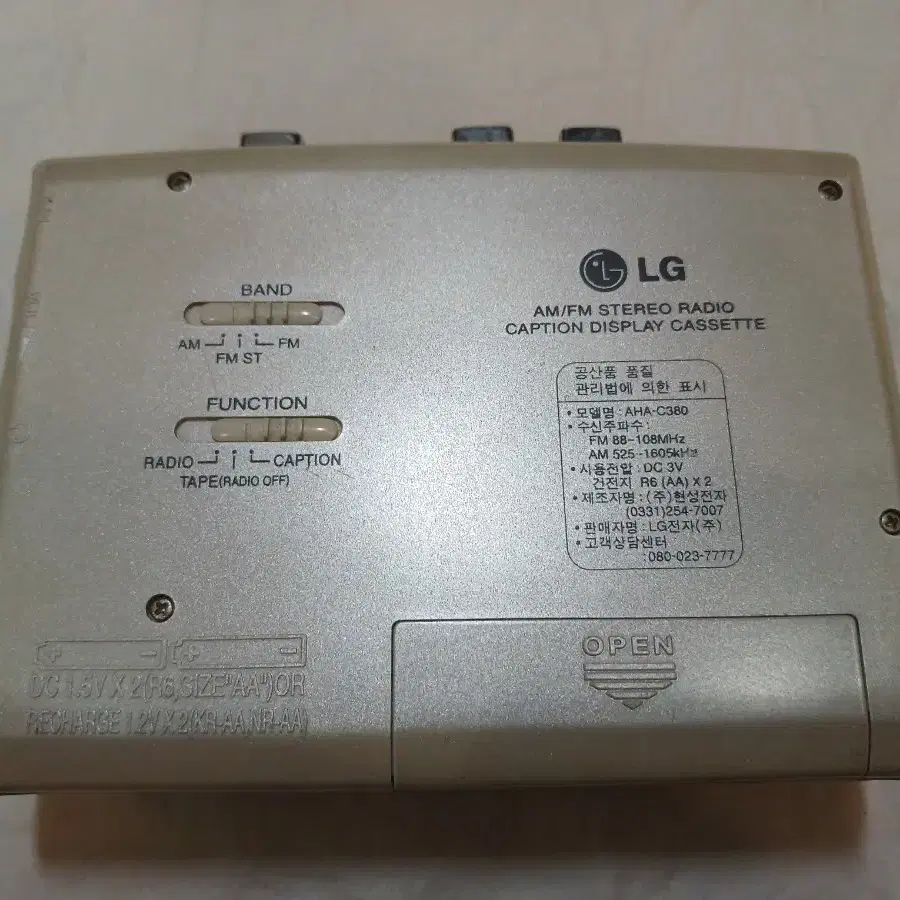 BAND
AM FM
FM ST
FUNCTION
RADIO CAPTION
TAPE(RADIO OFF)
LG
AM/FM STEREO RADIO
CAPTION DISPLAY CASSETTE
공산품 품질
관리법에 의한 표시
• 모델명 : AHA-C380
• 수신주파수 :
FM 88-108MHz
AM 525-1605kHz
• 사용전압 : DC 3V
건전지 R6 (AA) X 2
• 제조자명 : (주)현성전자
(0331)254-7007
• 판매자명 : LG전자(주)
• 고객상담센터
:080-023-7777
OPEN
+ - + -
DC 1.5V X 2(R6,SIZE"AA")OR
RECHARGE 1.2V X 2(KR-AA,NR-AA)